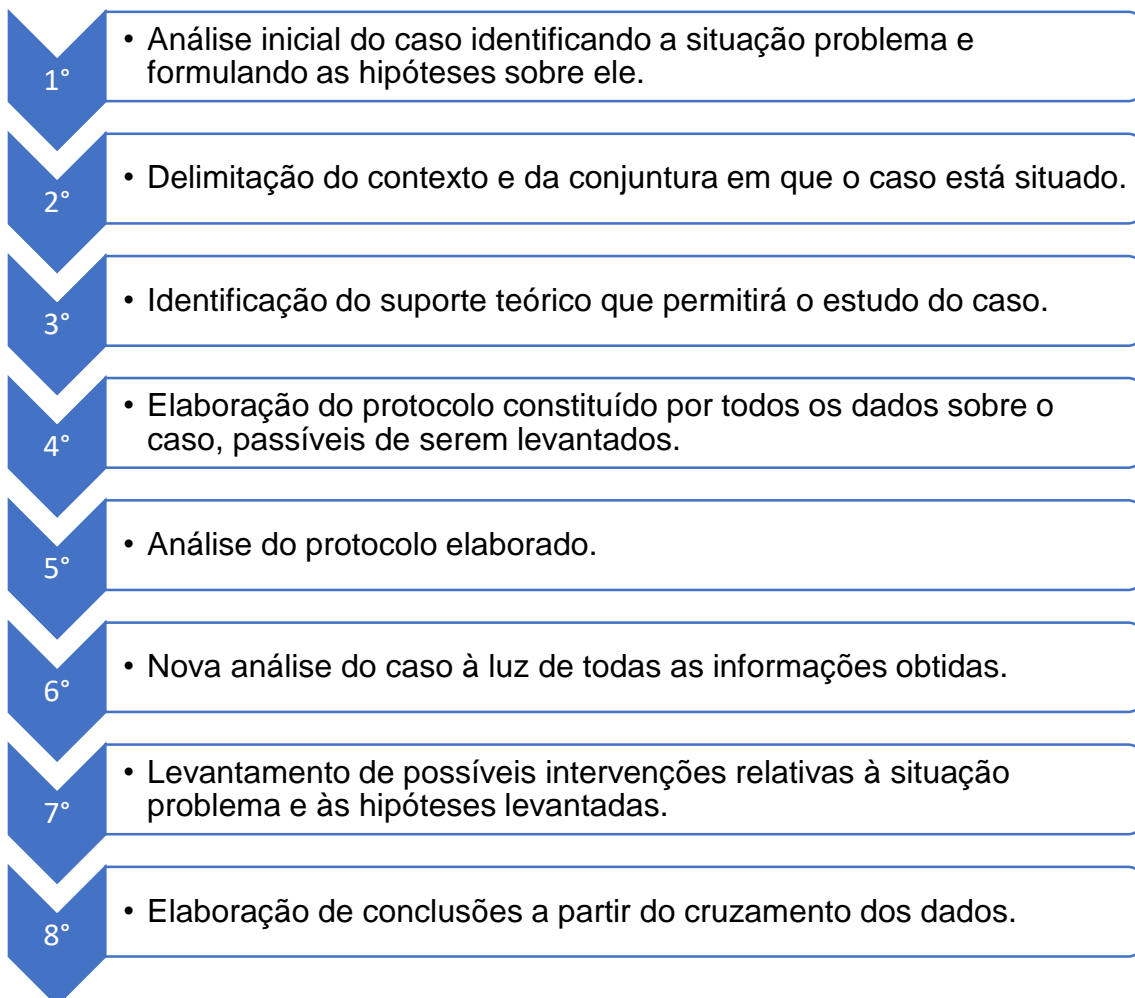 1°
• Análise inicial do caso identificando a situação problema e
formulando as hipóteses sobre ele.
2°
• Delimitação do contexto e da conjuntura em que o caso está situado.
3°
• Identificação do suporte teórico que permitirá o estudo do caso.
4°
• Elaboração do protocolo constituído por todos os dados sobre o
caso, passíveis de serem levantados.
5°
• Análise do protocolo elaborado.
6°
• Nova análise do caso à luz de todas as informações obtidas.
7°
• Levantamento de possíveis intervenções relativas à situação
problema e às hipóteses levantadas.
8°
• Elaboração de conclusões a partir do cruzamento dos dados.